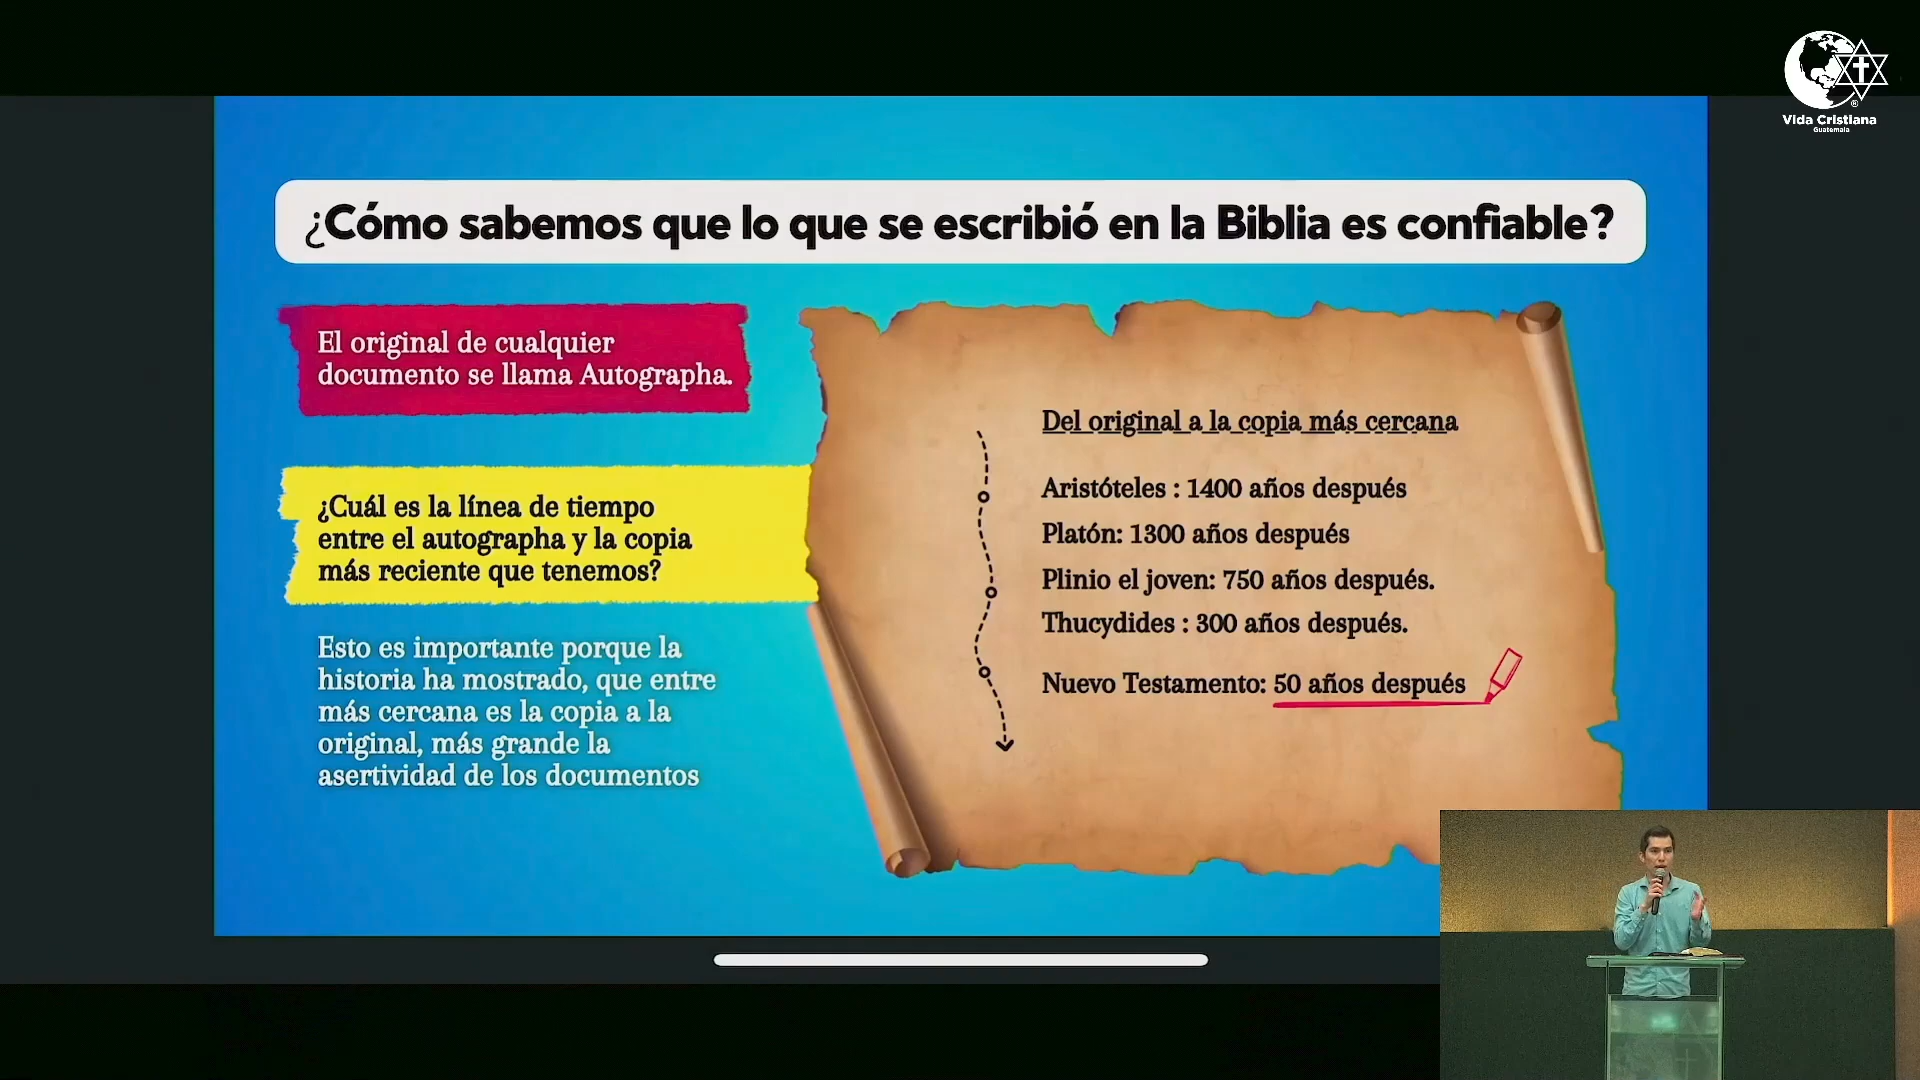 Vida Cristiana
Guatemala
¿Cómo sabemos que lo que se escribió en la Biblia es confiable?
El original de cualquier
documento se llama Autographa.
¿Cuál es la línea de tiempo
entre el autographa y la copia
más reciente que tenemos?
Esto es importante porque la
historia ha mostrado, que entre
más cercana es la copia a la
original, más grande la
asertividad de los documentos
Del original a la copia más cercana
Aristóteles : 1400 años después
Platón: 1300 años después
Plinio el joven: 750 años después.
Thucydides : 300 años después.
Nuevo Testamento: 50 años después